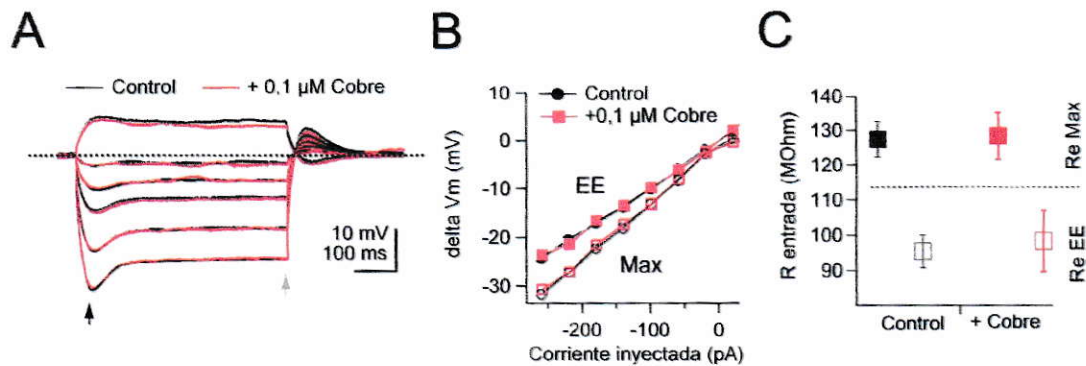 A
Control
+ 0,1 µM Cobre
10 mV
100 ms
B
10
0
-10
-20
-30
delta Vm (mV)
Control
+0,1 µM Cobre
EE
Max
-200
-100
0
Corriente inyectada (pA)
C
140
130
120
110
100
90
R entrada (MOhm)
Re Max
Re EE
Control
+ Cobre